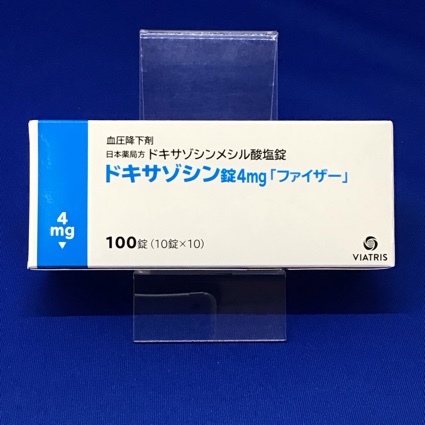 血圧降下剤
日本薬局方 ドキサゾシンメシル酸塩錠
ドキサゾシン錠4mg「ファイザー」
4
mg
100錠(10錠×10)
VIATRIS